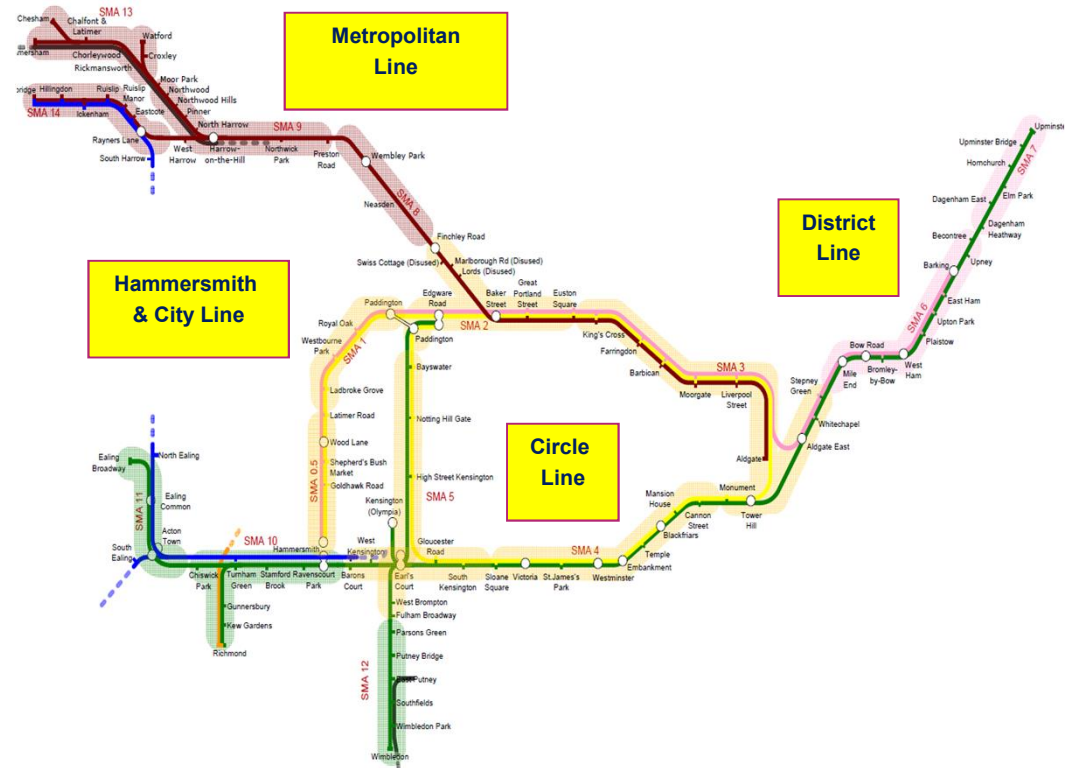 Chesham
SMA 13
Chalfont &
Latimer
Watford
mersham
Chorleywood
Croxley
Rickmansworth
Moor Park
Northwood
Northwood Hills
Pinner
North Harrow
bridge
Hillingdon
Ruislip
Ruislip
Manor
SMA 14
Ickenham
Eastcote
Rayners Lane
South Harrow
West
Harrow
Harrow-
on-the-Hill
SMA 9
Northwick
Park
Preston
Road
Wembley Park
Neasden
SMA 8
Metropolitan
Line
Hammersmith
& City Line
District
Line
Circle
Line
Finchley Road
Swiss Cottage (Disused)
Marlborough Rd (Disused)
Lords (Disused)
Baker
Street
Great
Portland
Street
Euston
Square
Edgware
Road
Paddington
SMA 2
Paddington
Royal Oak
Westbourne
Park
SMA 1
Ladbroke Grove
Latimer Road
Wood Lane
Shepherd's Bush
Market
Goldhawk Road
SMA 0.5
Hammersmith
King's Cross
Farringdon
Barbican
Moorgate
SMA 3
Liverpool
Street
Aldgate
Bayswater
Notting Hill Gate
High Street Kensington
SMA 5
Kensington
(Olympia)
West
Kensington
Gloucester
Road
Earl's
Court
South
Kensington
Sloane
Square
Victoria
St.James's
Park
SMA 4
Westminster
Embankment
Temple
Blackfriars
Mansion
House
Cannon
Street
Monument
Tower
Hill
Aldgate East
Whitechapel
Stepney
Green
Mile
End
Bow Road
Bromley-
by-Bow
West
Ham
SMA 6
Plaistow
Upton Park
East Ham
Barking
Upney
Becontree
Dagenham
Heathway
Dagenham East
Elm Park
Hornchurch
SMA 7
Upminster Bridge
Upminster
Ealing
Broadway
North Ealing
Ealing
Common
SMA 11
Acton
Town
South
Ealing
SMA 10
Chiswick
Park
Turnham
Green
Stamford
Brook
Ravenscourt
Park
Barons
Court
Gunnersbury
Kew Gardens
Richmond
West Brompton
Fulham Broadway
Parsons Green
Putney Bridge
East Putney
SMA 12
Southfields
Wimbledon Park
Wimbledon